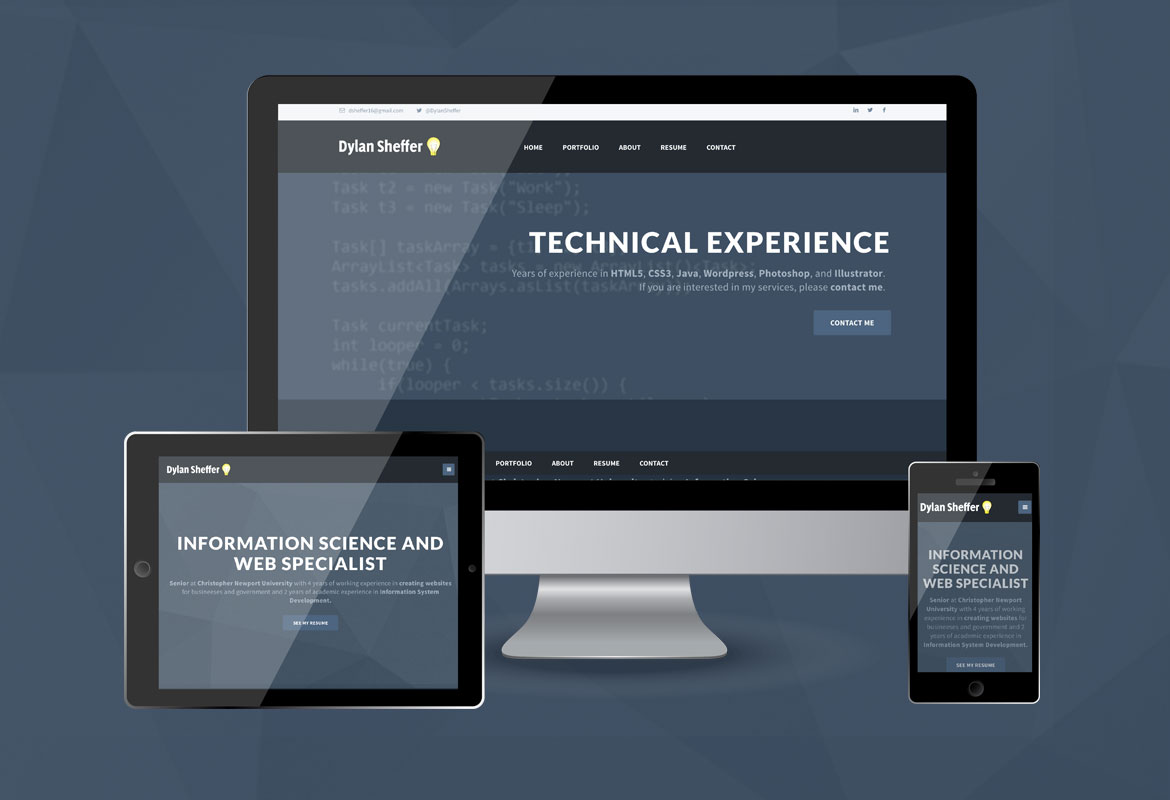 dsheffer16@gmail.com @DylanSheffer
Dylan Sheffer HOME PORTFOLIO ABOUT RESUME CONTACT
Task t2 = new Task("Work");
Task t3 = new Task("Sleep");
TECHNICAL EXPERIENCE
Task[] taskArray = {t1
ArrayList<Task> tasks = new ArrayList<Task>
tasks.addAll(Arrays.asList(taskArray));
Years of experience in HTML5, CSS3, Java, Wordpress, Photoshop, and Illustrator.
If you are interested in my services, please contact me.
CONTACT ME
Task currentTask;
int looper = 0;
while(true) {
if(looper < tasks.size()) {
PORTFOLIO ABOUT RESUME CONTACT
Dylan Sheffer
INFORMATION SCIENCE AND
WEB SPECIALIST
Senior at Christopher Newport University with 4 years of working experience in creating websites
for businesses and government and 2 years of academic experience in Information System
Development.
SEE MY RESUME
Dylan Sheffer
INFORMATION
SCIENCE AND
WEB SPECIALIST
Senior at Christopher Newport
University with 4 years of working
experience in creating websites for
businesses and government and 2
years of academic experience in
Information System Development.
SEE MY RESUME